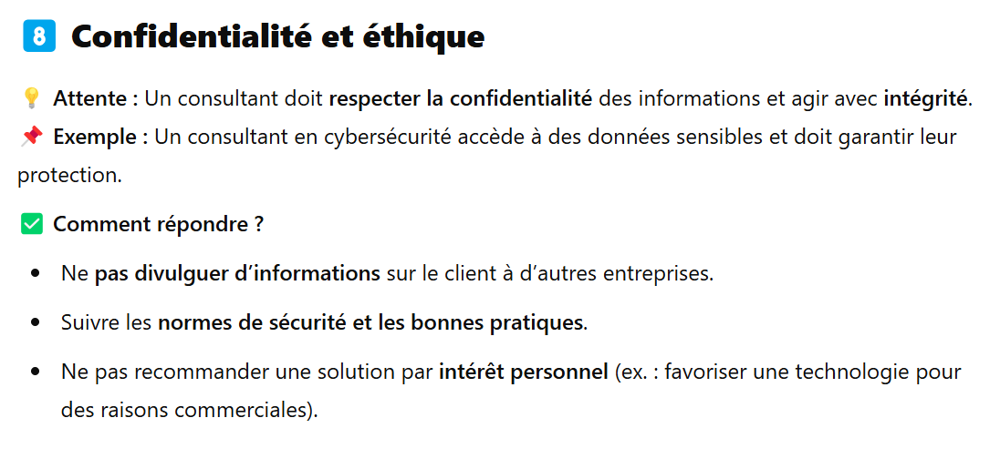 8 Confidentialité et éthique
💡 Attente : Un consultant doit respecter la confidentialité des informations et agir avec intégrité.
📌 Exemple : Un consultant en cybersécurité accède à des données sensibles et doit garantir leur
protection.
✅ Comment répondre ?
• Ne pas divulguer d’informations sur le client à d’autres entreprises.
• Suivre les normes de sécurité et les bonnes pratiques.
• Ne pas recommander une solution par intérêt personnel (ex. : favoriser une technologie pour
des raisons commerciales).